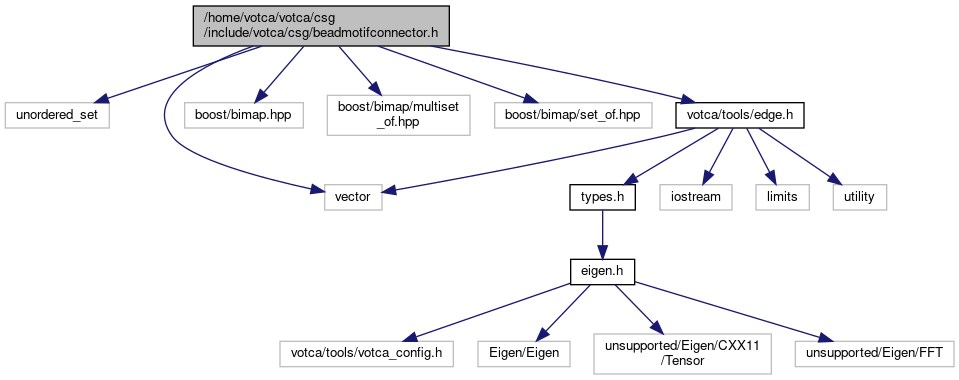 /home/votca/votca/csg
/include/votca/csg/beadmotifconnector.h
unordered_set
boost/bimap.hpp
boost/bimap/multiset
_of.hpp
boost/bimap/set_of.hpp
votca/tools/edge.h
vector
types.h
iostream
limits
utility
eigen.h
votca/tools/votca_config.h
Eigen/Eigen
unsupported/Eigen/CXX11
/Tensor
unsupported/Eigen/FFT